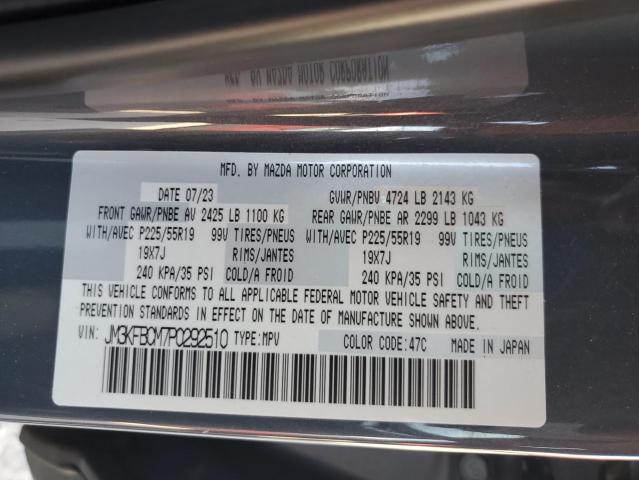 MFD. BY MAZDA MOTOR CORPORATION
MFD. BY MAZDA MOTOR CORPORATION
DATE 07/23 GVWR/PNBV 4724 LB 2143 KG
FRONT GAWR/PNBE AV 2425 LB 1100 KG REAR GAWR/PNBE AR 2299 LB 1043 KG
WITH/AVEC P225/55R19 99V TIRES/PNEUS WITH/AVEC P225/55R19 99V TIRES/PNEUS
19X7J RIMS/JANTES 19X7J RIMS/JANTES
240 KPA/35 PSI COLD/A FROID 240 KPA/35 PSI COLD/A FROID
THIS VEHICLE CONFORMS TO ALL APPLICABLE FEDERAL MOTOR VEHICLE SAFETY AND THEFT
PREVENTION STANDARDS IN EFFECT ON THE DATE OF MANUFACTURE SHOWN ABOVE.
VIN: JM3KFBCM7P0292510 TYPE:MPV COLOR CODE:47C MADE IN JAPAN